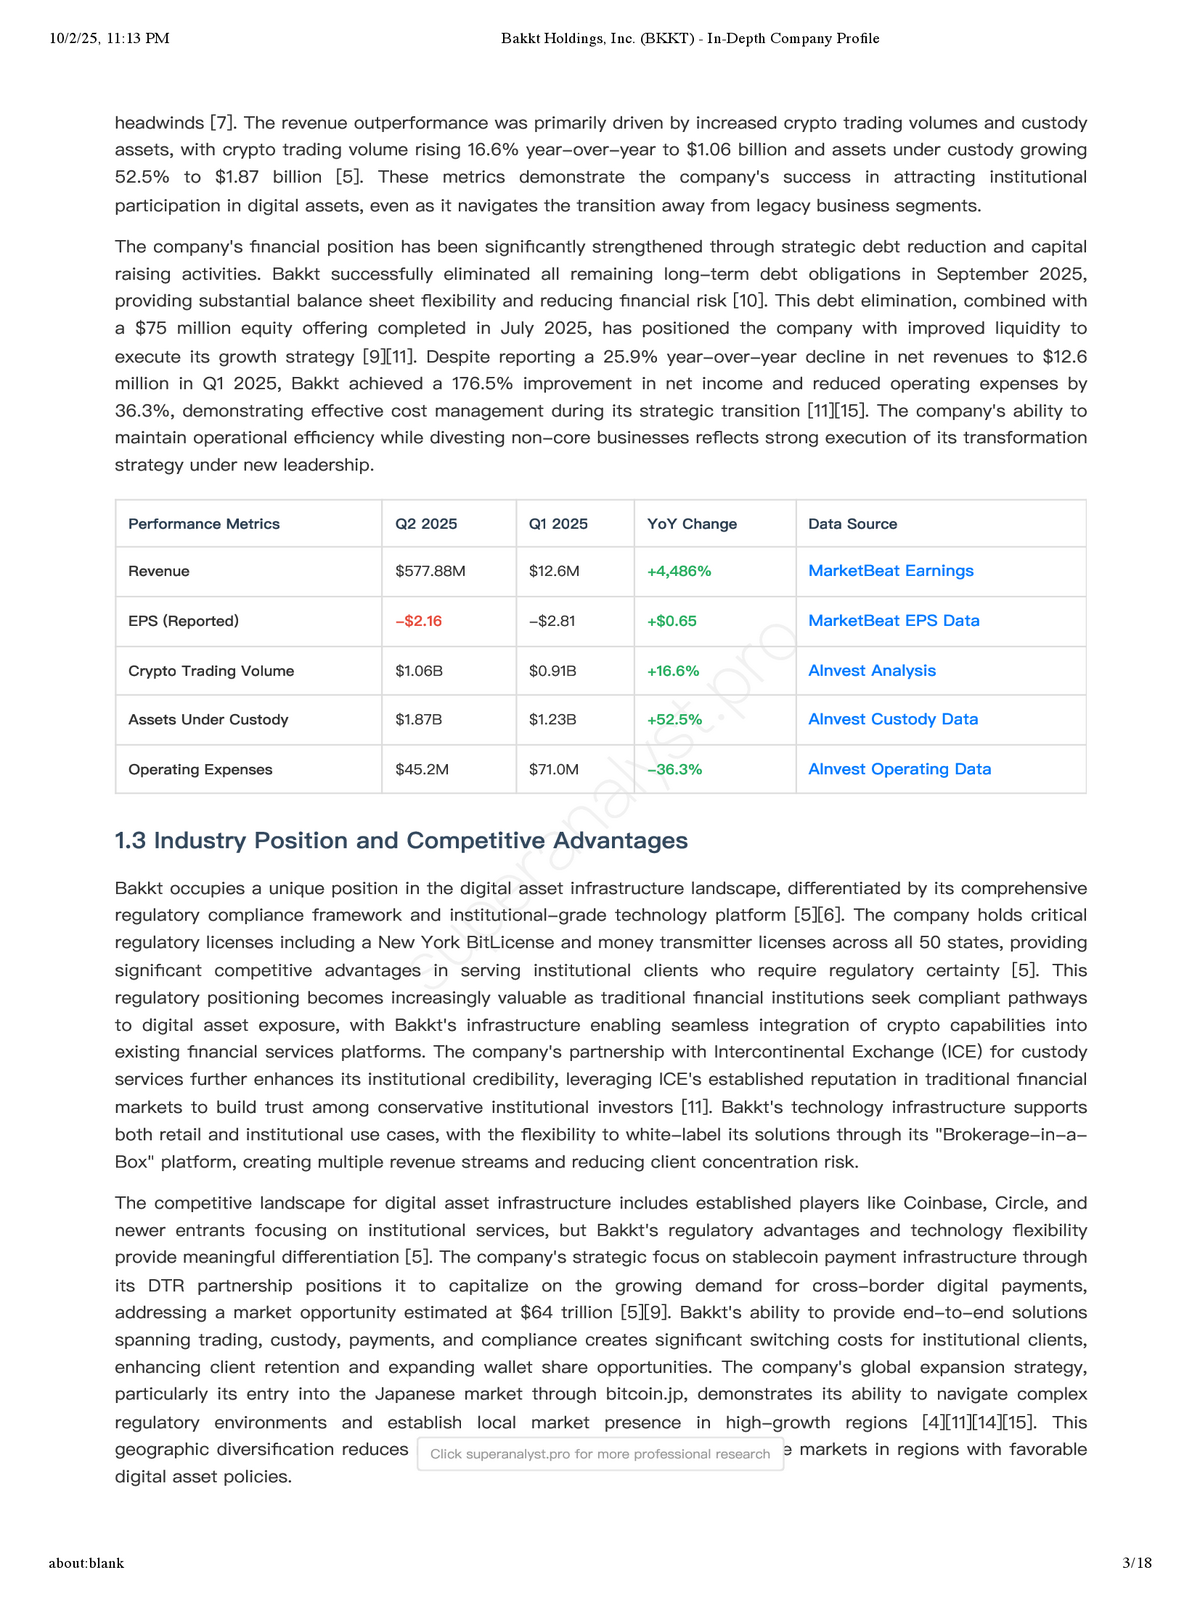 10/2/25, 11:13 PM
Bakkt Holdings, Inc. (BKKT) - In-Depth Company Profile
headwinds [7]. The revenue outperformance was primarily driven by increased crypto trading volumes and custody
assets, with crypto trading volume rising 16.6% year–over–year to $1.06 billion and assets under custody growing
52.5% to $1.87 billion [5]. These metrics demonstrate the company's success in attracting institutional
participation in digital assets, even as it navigates the transition away from legacy business segments.
The company's financial position has been significantly strengthened through strategic debt reduction and capital
raising activities. Bakkt successfully eliminated all remaining long–term debt obligations in September 2025,
providing substantial balance sheet flexibility and reducing financial risk [10]. This debt elimination, combined with
a $75 million equity offering completed in July 2025, has positioned the company with improved liquidity to
execute its growth strategy [9][11]. Despite reporting a 25.9% year–over–year decline in net revenues to $12.6
million in Q1 2025, Bakkt achieved a 176.5% improvement in net income and reduced operating expenses by
36.3%, demonstrating effective cost management during its strategic transition [11][15]. The company's ability to
maintain operational efficiency while divesting non–core businesses reflects strong execution of its transformation
strategy under new leadership.
Performance Metrics Q2 2025 Q1 2025 YoY Change Data Source
Revenue $577.88M $12.6M +4,486% MarketBeat Earnings
EPS (Reported) –$2.16 –$2.81 +$0.65 MarketBeat EPS Data
Crypto Trading Volume $1.06B $0.91B +16.6% AInvest Analysis
Assets Under Custody $1.87B $1.23B +52.5% AInvest Custody Data
Operating Expenses $45.2M $71.0M –36.3% AInvest Operating Data
superanalyst.pro
1.3 Industry Position and Competitive Advantages
Bakkt occupies a unique position in the digital asset infrastructure landscape, differentiated by its comprehensive
regulatory compliance framework and institutional–grade technology platform [5][6]. The company holds critical
regulatory licenses including a New York BitLicense and money transmitter licenses across all 50 states, providing
significant competitive advantages in serving institutional clients who require regulatory certainty [5]. This
regulatory positioning becomes increasingly valuable as traditional financial institutions seek compliant pathways
to digital asset exposure, with Bakkt's infrastructure enabling seamless integration of crypto capabilities into
existing financial services platforms. The company's partnership with Intercontinental Exchange (ICE) for custody
services further enhances its institutional credibility, leveraging ICE's established reputation in traditional financial
markets to build trust among conservative institutional investors [11]. Bakkt's technology infrastructure supports
both retail and institutional use cases, with the flexibility to white–label its solutions through its "Brokerage–in–a–
Box" platform, creating multiple revenue streams and reducing client concentration risk.
The competitive landscape for digital asset infrastructure includes established players like Coinbase, Circle, and
newer entrants focusing on institutional services, but Bakkt's regulatory advantages and technology flexibility
provide meaningful differentiation [5]. The company's strategic focus on stablecoin payment infrastructure through
its DTR partnership positions it to capitalize on the growing demand for cross–border digital payments,
addressing a market opportunity estimated at $64 trillion [5][9]. Bakkt's ability to provide end–to–end solutions
spanning trading, custody, payments, and compliance creates significant switching costs for institutional clients,
enhancing client retention and expanding wallet share opportunities. The company's global expansion strategy,
particularly its entry into the Japanese market through bitcoin.jp, demonstrates its ability to navigate complex
regulatory environments and establish local market presence in high–growth regions [4][11][14][15]. This
geographic diversification reduces Click superanalyst.pro for more professional research markets in regions with favorable
digital asset policies.
about:blank
3/18